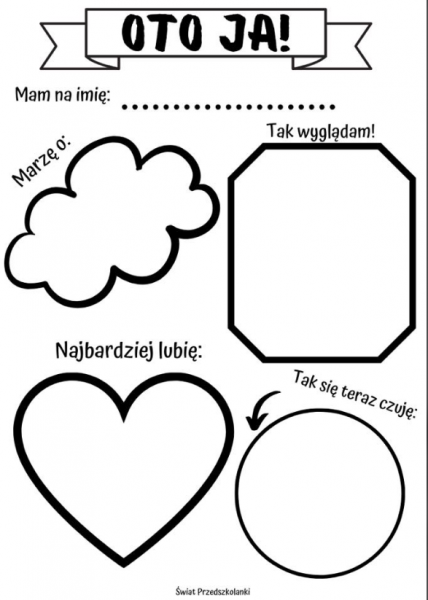 OTO JA!
Mam na imię: ..............................
Marzę o:
Tak wyglądam!
Najbardziej lubię:
Tak się teraz czuję:
Świat Przedszkolanki